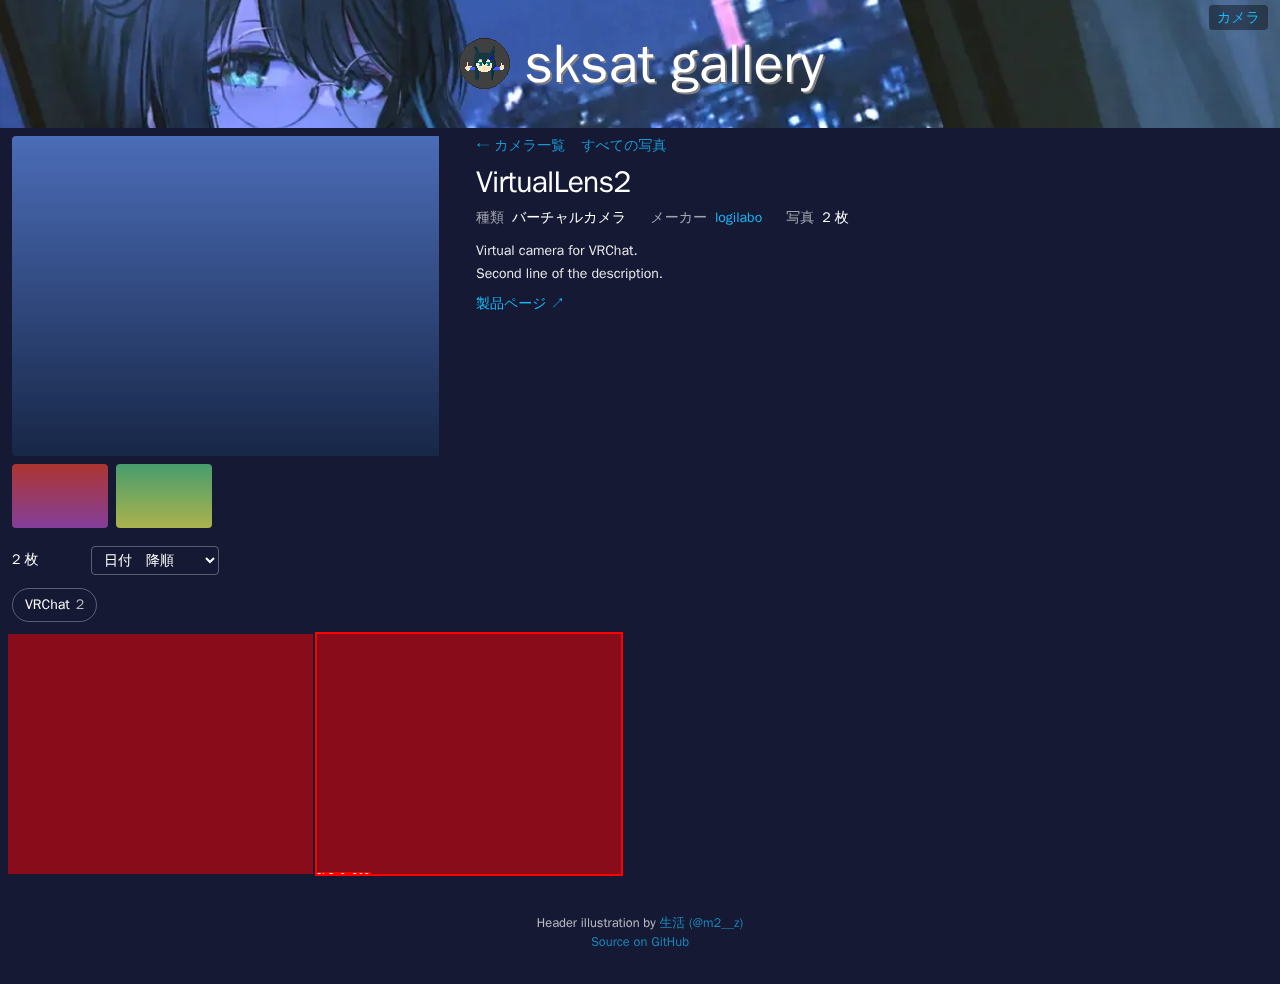 カメラ
sksat gallery
← カメラ一覧 すべての写真
VirtualLens2
種類 バーチャルカメラ メーカー logilabo 写真 2 枚
Virtual camera for VRChat.
Second line of the description.
製品ページ ↗
2 枚 日付 降順
VRChat 2
Header illustration by 生活 (@m2__z)
Source on GitHub